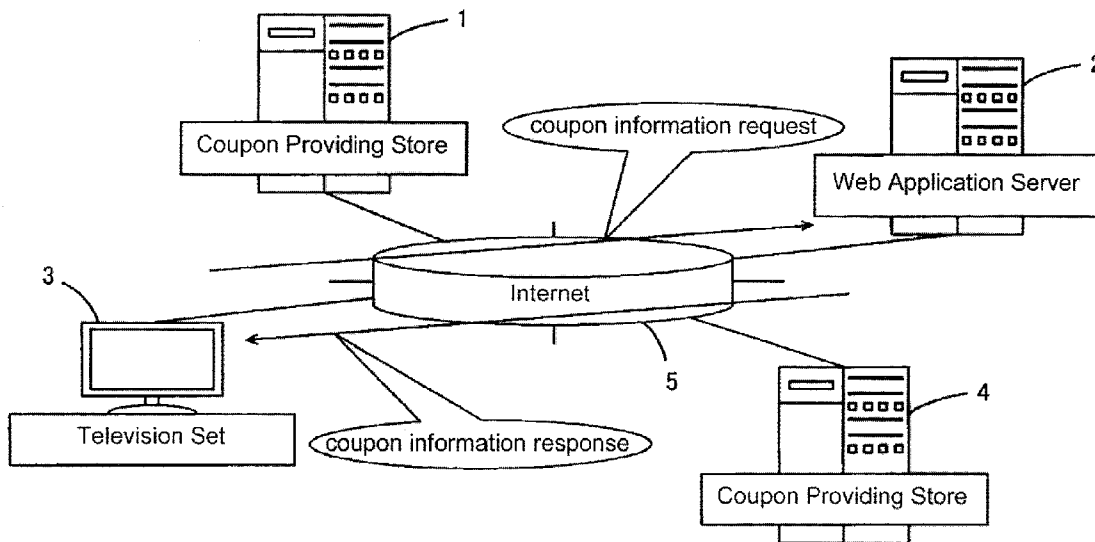 1
2
Coupon Providing Store
coupon information request
Web Application Server
3
Internet
5
4
Television Set
coupon information response
Coupon Providing Store